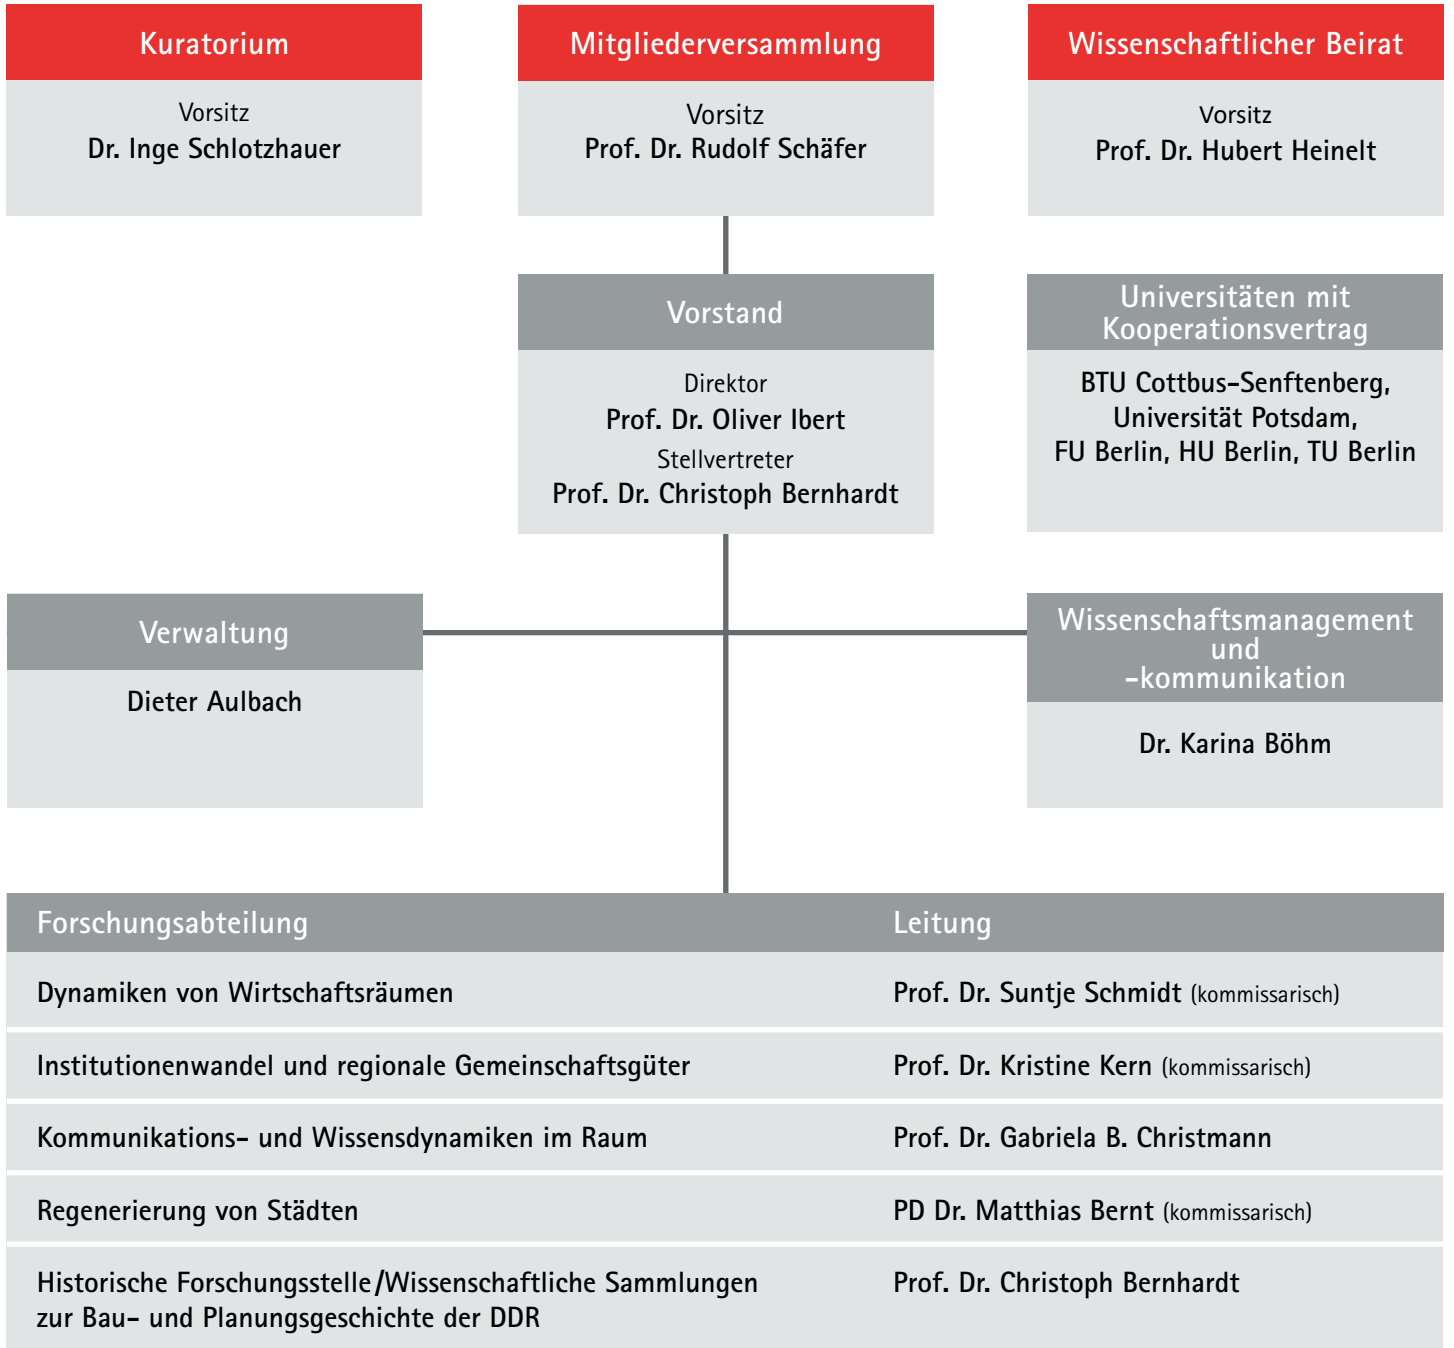 Kuratorium
Vorsitz
Dr. Inge Schlotzhauer
Mitgliederversammlung
Vorsitz
Prof. Dr. Rudolf Schäfer
Wissenschaftlicher Beirat
Vorsitz
Prof. Dr. Hubert Heinelt
Vorstand
Direktor
Prof. Dr. Oliver Ibert
Stellvertreter
Prof. Dr. Christoph Bernhardt
Universitäten mit
Kooperationsvertrag
BTU Cottbus-Senftenberg,
Universität Potsdam,
FU Berlin, HU Berlin, TU Berlin
Verwaltung
Dieter Aulbach
Wissenschaftsmanagement
und
-kommunikation
Dr. Karina Böhm
Forschungsabteilung Leitung
Dynamiken von Wirtschaftsräumen Prof. Dr. Suntje Schmidt (kommissarisch)
Institutionenwandel und regionale Gemeinschaftsgüter Prof. Dr. Kristine Kern (kommissarisch)
Kommunikations- und Wissensdynamiken im Raum Prof. Dr. Gabriela B. Christmann
Regenerierung von Städten PD Dr. Matthias Bernt (kommissarisch)
Historische Forschungsstelle/Wissenschaftliche Sammlungen Prof. Dr. Christoph Bernhardt
zur Bau- und Planungsgeschichte der DDR